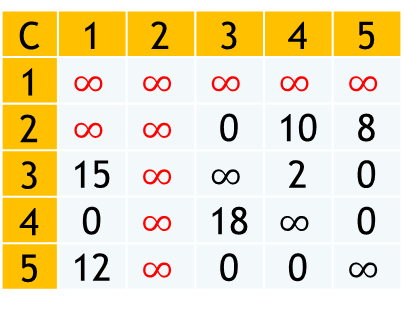 C 1 2 3 4 5
1 ∞ ∞ ∞ ∞ ∞
2 ∞ ∞ 0 10 8
3 15 ∞ ∞ 2 0
4 0 ∞ 18 ∞ 0
5 12 ∞ 0 0 ∞